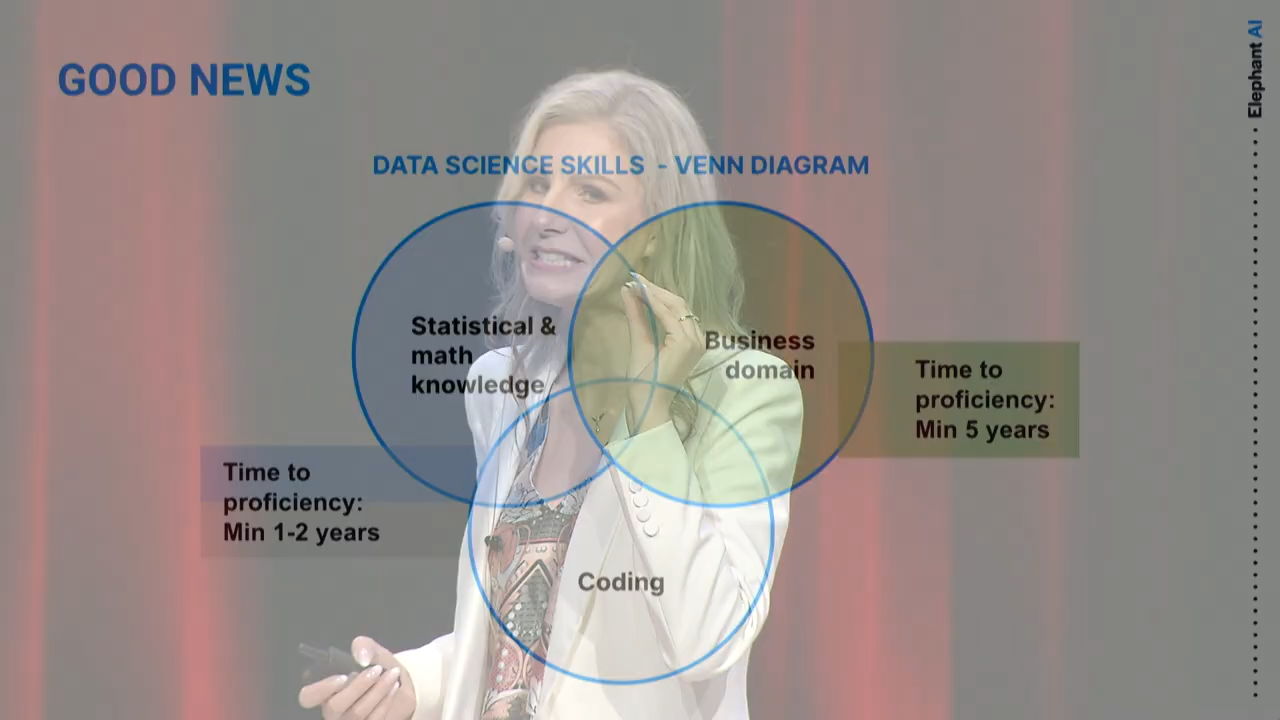 GOOD NEWS
Elephant AI
DATA SCIENCE SKILLS - VENN DIAGRAM
Statistical &
math
knowledge
Business
domain
Time to
proficiency:
Min 5 years
Time to
proficiency:
Min 1-2 years
Coding